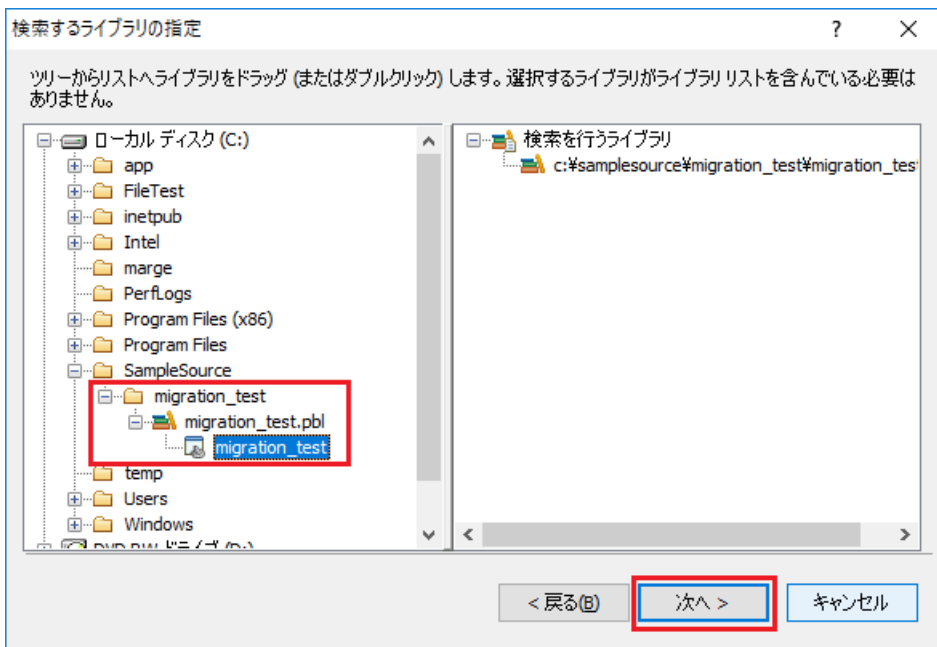 検索するライブラリの指定
?
ツリーからリストへライブラリをドラッグ (またはダブルクリック) します。選択するライブラリがライブラリ リストを含んでいる必要は
ありません。
ローカル ディスク (C:)
app
FileTest
inetpub
Intel
marge
PerfLogs
Program Files (x86)
Program Files
SampleSource
migration_test
migration_test.pbl
migration_test
temp
Users
Windows
DVD RW ドライブ (D:)
検索を行うライブラリ
c:¥samplesource¥migration_test¥migration_tes
< 戻る(B)
次へ >
キャンセル